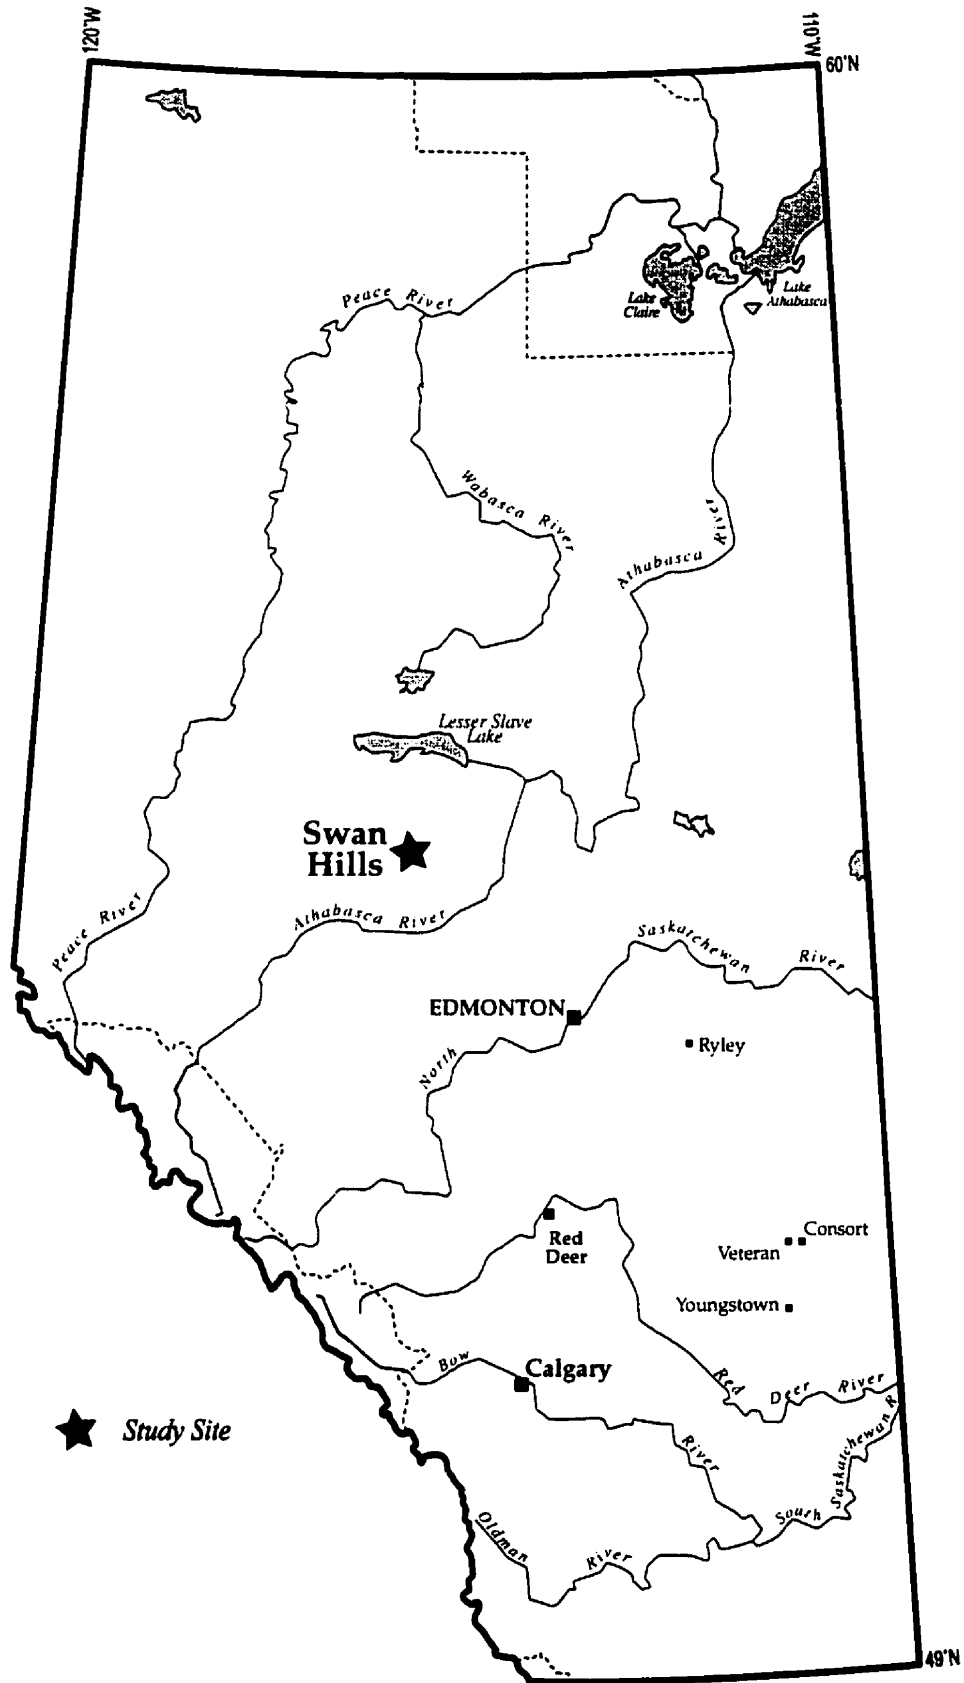 120°W
110°W
60°N
Peace River
Lake
Claire
Lake
Athabasca
Wabasca River
Athabasca River
Lesser Slave
Lake
Swan
Hills
Peace River
Athabasca River
North Saskatchewan River
EDMONTON
Ryley
Red
Deer
Consort
Veteran
Youngstown
Bow River
Calgary
Red Deer River
Study Site
South Saskatchewan R
Oldman River
49°N